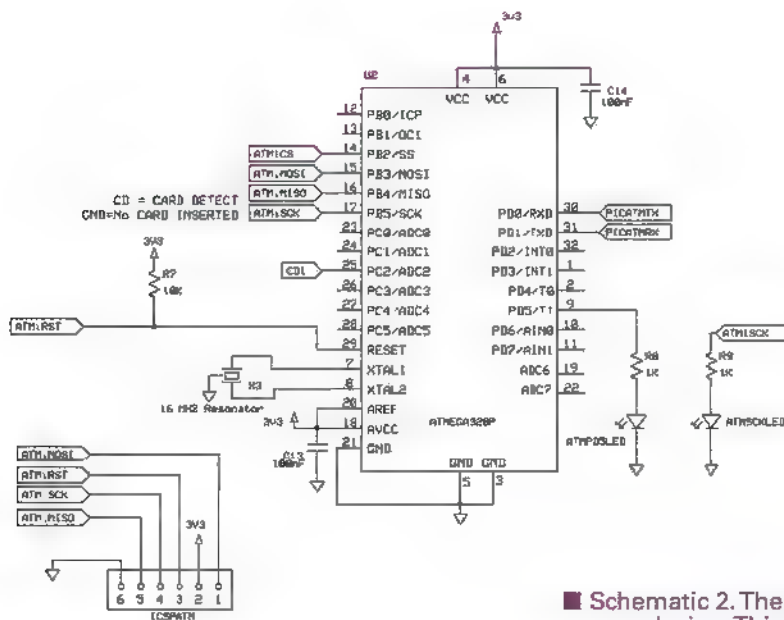 3V3
U2
4
6
VCC
VCC
C14
100nF
12 PB0/ICP
13 PB1/OC1
ATM1CS
14 PB2/SS
ATM.MOSI
15 PB3/MOSI
ATM.MISO
16 PB4/MISO
ATM:SCK
17 PB5/SCK
CD = CARD DETECT
GND=No CARD INSERTED
23 PC0/ADC0
24 PC1/ADC1
CD1
25 PC2/ADC2
26 PC3/ADC3
27 PC4/ADC4
28 PC5/ADC5
29 RESET
7 XTAL1
8 XTAL2
20 AREF
18 AVCC
21 GND
PD0/RXD 30
PICATMTX
PD1/TXD 31
PICATMRX
PD2/INT0 32
PD3/INT1 1
PD4/T0 2
PD5/T1 9
PD6/AIN0 10
PD7/AIN1 11
ADC6 19
ADC7 22
ATMEGA328P
GND GND
5 3
3V3
R7
10K
ATM:RST
X3
16 MHz Resonator
3V3
C13
100nF
R8
1K
ATMPD5LED
ATM1SCK
R9
1K
ATMSCKLED
ATM.MOSI
ATM:RST
ATM SCK
ATM.MISO
3V3
6 5 4 3 2 1
ICSPATM
■ Schematic 2. The